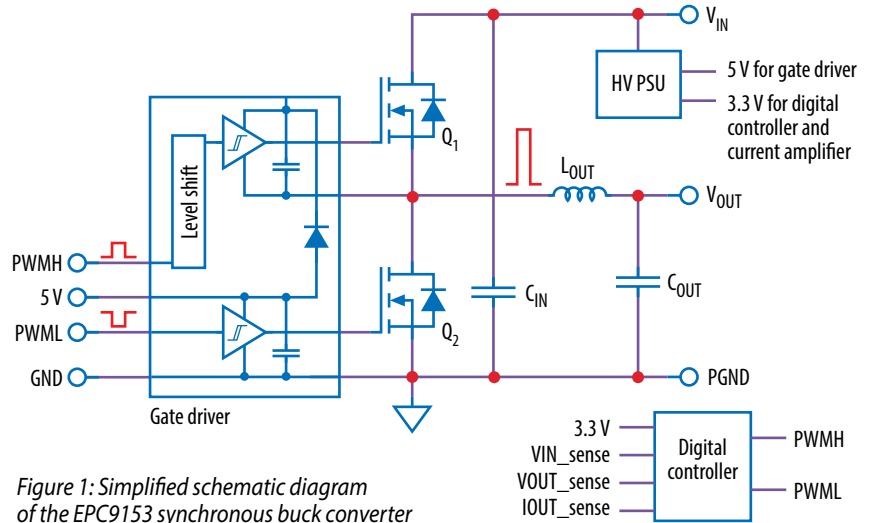 V_IN
HV PSU
5 V for gate driver
3.3 V for digital
controller and
current amplifier
Q_1
Level shift
L_OUT
V_OUT
PWMH
5 V
PWML
GND
C_IN
C_OUT
Q_2
PGND
Gate driver
3.3 V
VIN_sense
VOUT_sense
IOUT_sense
Digital
controller
PWMH
PWML
Figure 1: Simplified schematic diagram
of the EPC9153 synchronous buck converter